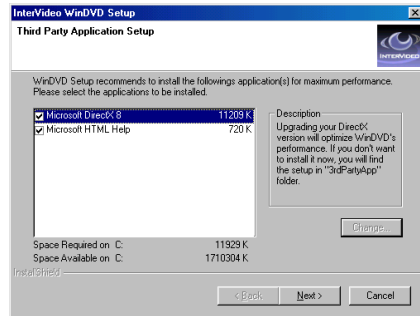 InterVideo WinDVD Setup
Third Party Application Setup
INTERVIDEO
WinDVD Setup recommends to install the followings application(s) for maximum performance.
Please select the applications to be installed.
Microsoft DirectX 8 11209 K
Microsoft HTML Help 720 K
Description
Upgrading your DirectX
version will optimize WinDVD's
performance. If you don't want
to install it now, you will find
the setup in "3rdPartyApp"
folder.
Change...
Space Required on C: 11929 K
Space Available on C: 1710304 K
InstallShield
< Back Next > Cancel